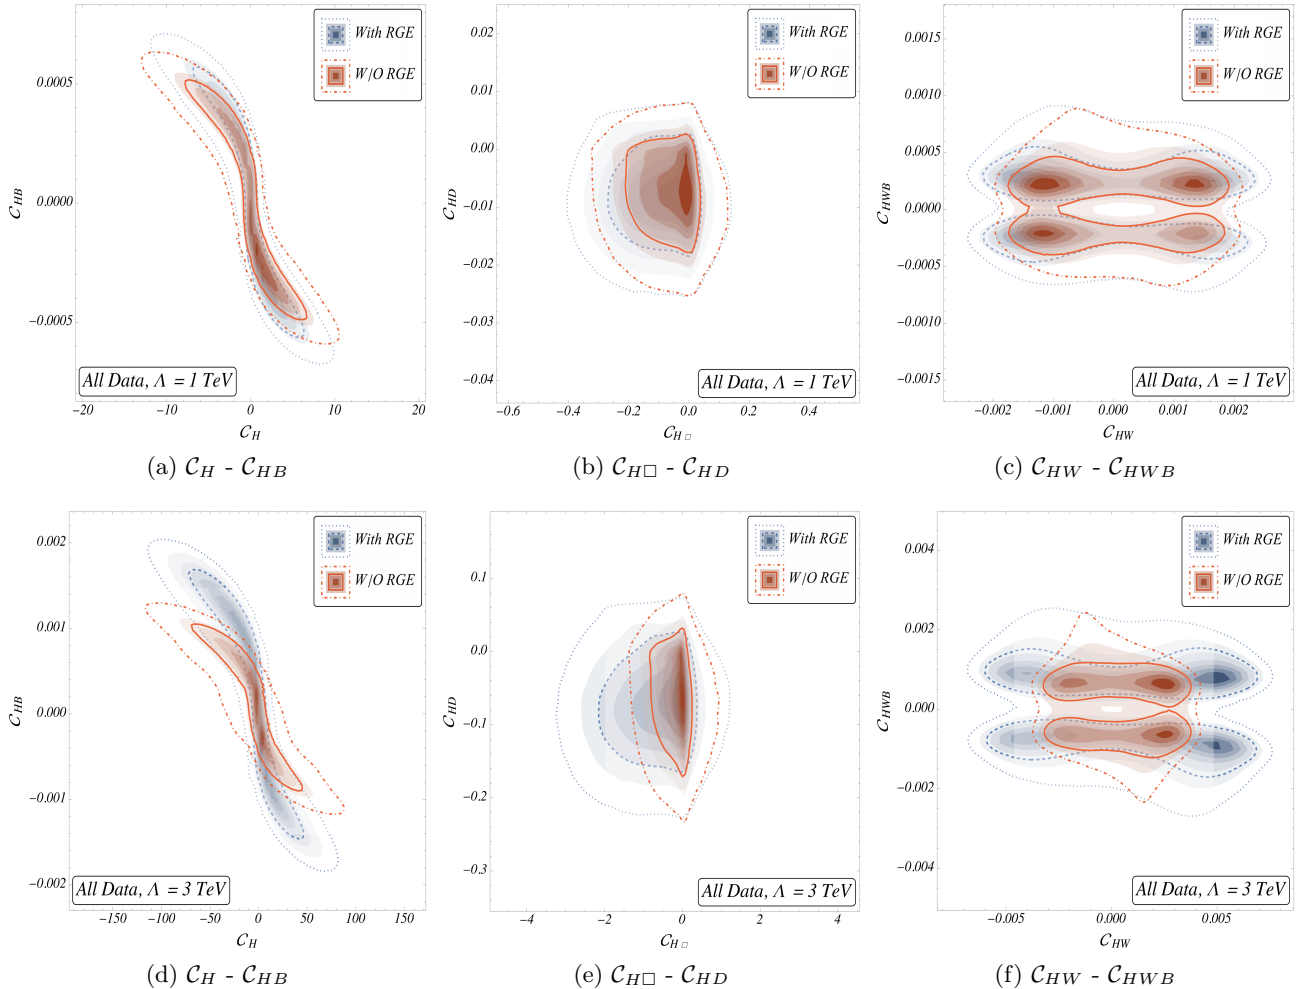 0.0005
0.0000
−0.0005
C_HB
With RGE
W/O RGE
All Data, Λ = 1 TeV
−20 −10 0 10 20
C_H
(a) C_H - C_HB
0.02
0.01
0.00
−0.01
−0.02
−0.03
−0.04
C_HD
With RGE
W/O RGE
All Data, Λ = 1 TeV
−0.6 −0.4 −0.2 0.0 0.2 0.4
C_H□
(b) C_H□ - C_HD
0.0015
0.0010
0.0005
0.0000
−0.0005
−0.0010
−0.0015
C_HWB
With RGE
W/O RGE
All Data, Λ = 1 TeV
−0.002 −0.001 0.000 0.001 0.002
C_HW
(c) C_HW - C_HWB
0.002
0.001
0.000
−0.001
−0.002
C_HB
With RGE
W/O RGE
All Data, Λ = 3 TeV
−150 −100 −50 0 50 100 150
C_H
(d) C_H - C_HB
0.1
0.0
−0.1
−0.2
−0.3
C_HD
With RGE
W/O RGE
All Data, Λ = 3 TeV
−4 −2 0 2 4
C_H□
(e) C_H□ - C_HD
0.004
0.002
0.000
−0.002
−0.004
C_HWB
With RGE
W/O RGE
All Data, Λ = 3 TeV
−0.005 0.000 0.005
C_HW
(f) C_HW - C_HWB